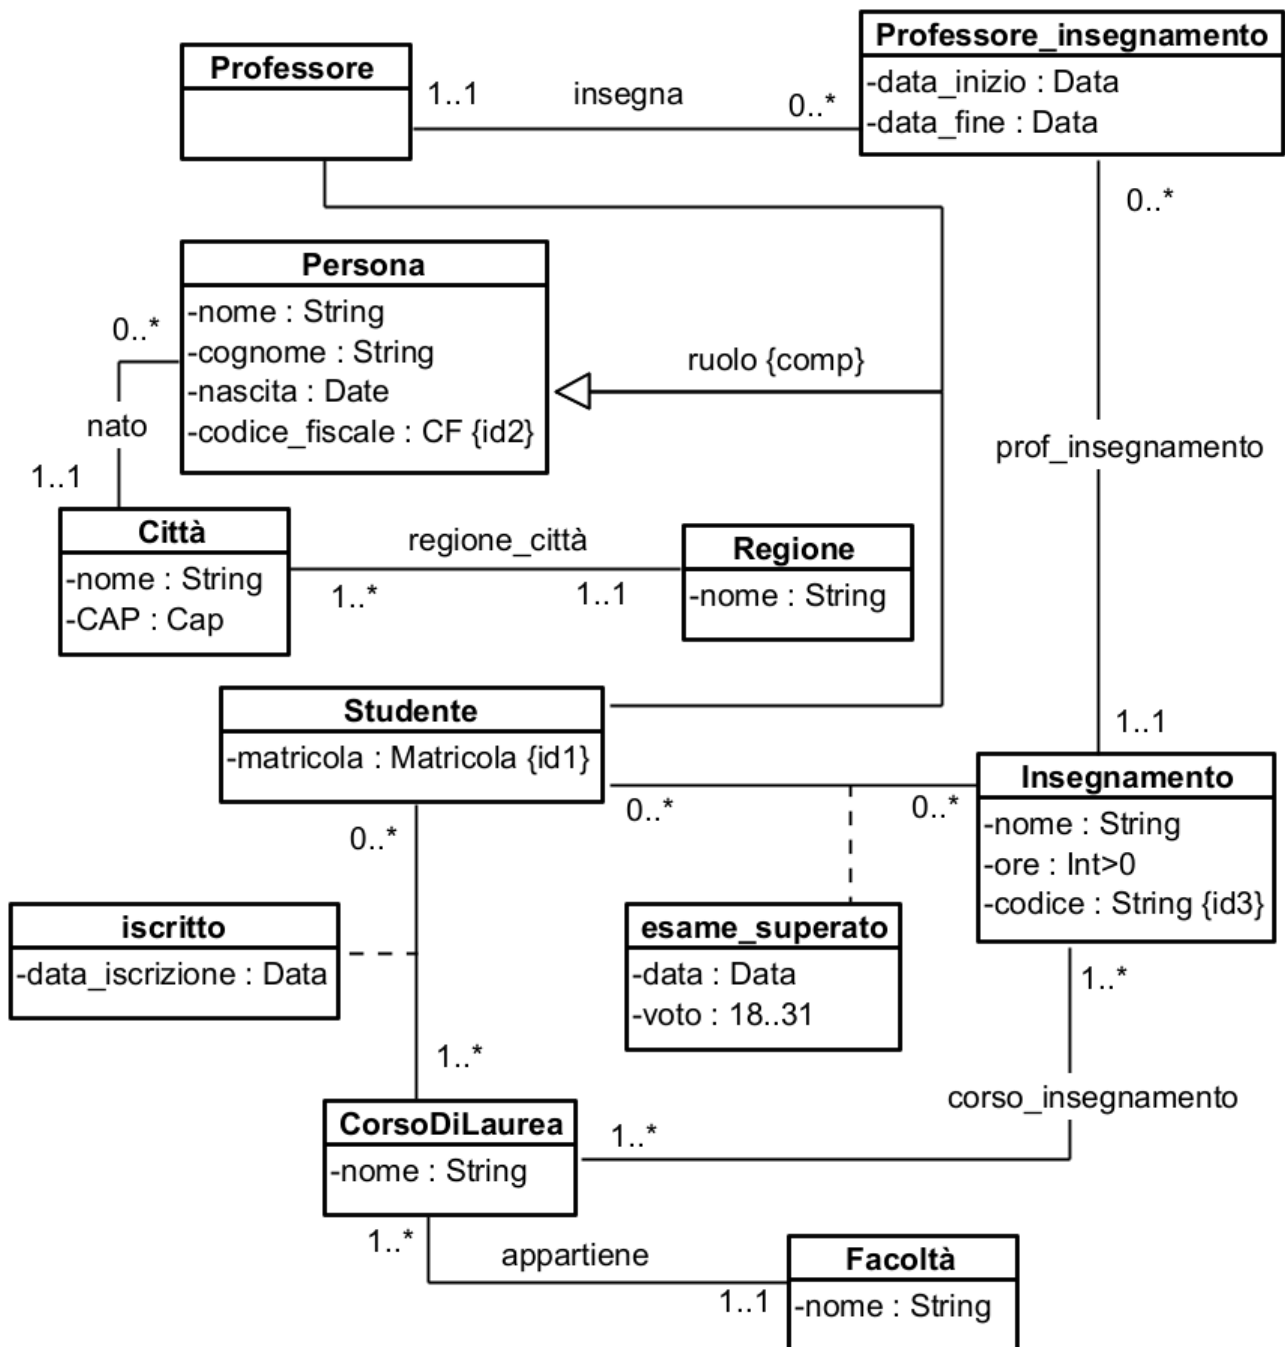 Professore
1..1
insegna
0..*
Professore_insegnamento
-data_inizio : Data
-data_fine : Data
0..*
Persona
-nome : String
-cognome : String
-nascita : Date
-codice_fiscale : CF {id2}
0..*
nato
1..1
ruolo {comp}
prof_insegnamento
Città
-nome : String
-CAP : Cap
regione_città
1..*
1..1
Regione
-nome : String
Studente
-matricola : Matricola {id1}
1..1
Insegnamento
-nome : String
-ore : Int>0
-codice : String {id3}
0..*
0..*
0..*
iscritto
-data_iscrizione : Data
esame_superato
-data : Data
-voto : 18..31
1..*
1..*
corso_insegnamento
CorsoDiLaurea
-nome : String
1..*
1..*
appartiene
1..1
Facoltà
-nome : String